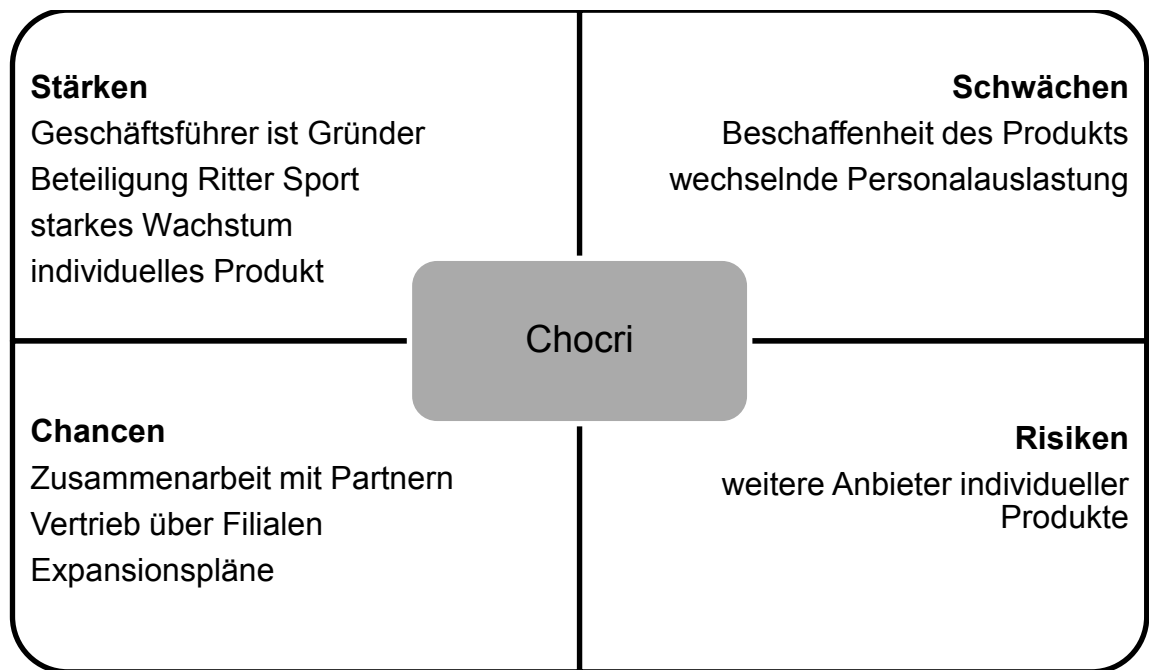 Stärken
Geschäftsführer ist Gründer
Beteiligung Ritter Sport
starkes Wachstum
individuelles Produkt
Schwächen
Beschaffenheit des Produkts
wechselnde Personalauslastung
Chocri
Chancen
Zusammenarbeit mit Partnern
Vertrieb über Filialen
Expansionspläne
Risiken
weitere Anbieter individueller
Produkte